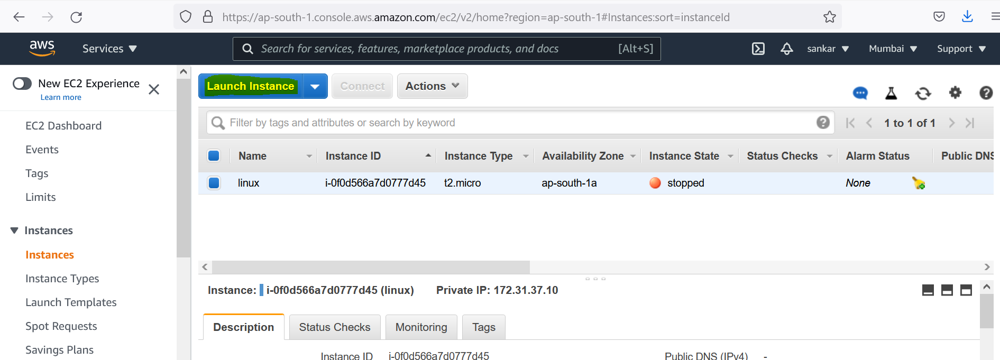 https://ap-south-1.console.aws.amazon.com/ec2/v2/home?region=ap-south-1#Instances:sort=instanceId
aws Services Search for services, features, marketplace products, and docs [Alt+S] sankar Mumbai Support
New EC2 Experience
Learn more
EC2 Dashboard
Events
Tags
Limits
Instances
Instances
Instance Types
Launch Templates
Spot Requests
Savings Plans
Launch Instance Connect Actions
Filter by tags and attributes or search by keyword 1 to 1 of 1
Name Instance ID Instance Type Availability Zone Instance State Status Checks Alarm Status Public DNS
linux i-0f0d566a7d0777d45 t2.micro ap-south-1a stopped None
Instance: i-0f0d566a7d0777d45 (linux) Private IP: 172.31.37.10
Description Status Checks Monitoring Tags
Instance ID i-0f0d566a7d0777d45 Public DNS (IPv4) -